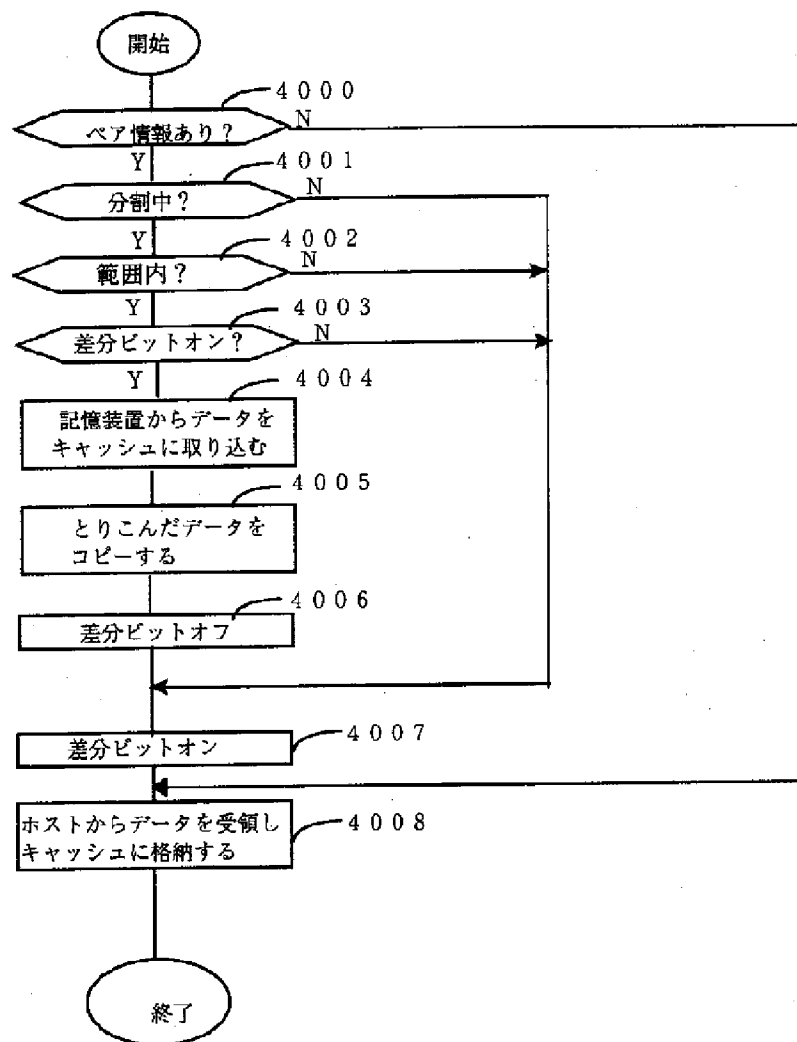 開始
4000
ペア情報あり？
N
Y
4001
分割中？
N
Y
4002
範囲内？
N
Y
4003
差分ビットオン？
N
Y
4004
記憶装置からデータを
キャッシュに取り込む
4005
とりこんだデータを
コピーする
4006
差分ビットオフ
4007
差分ビットオン
4008
ホストからデータを受領し
キャッシュに格納する
終了